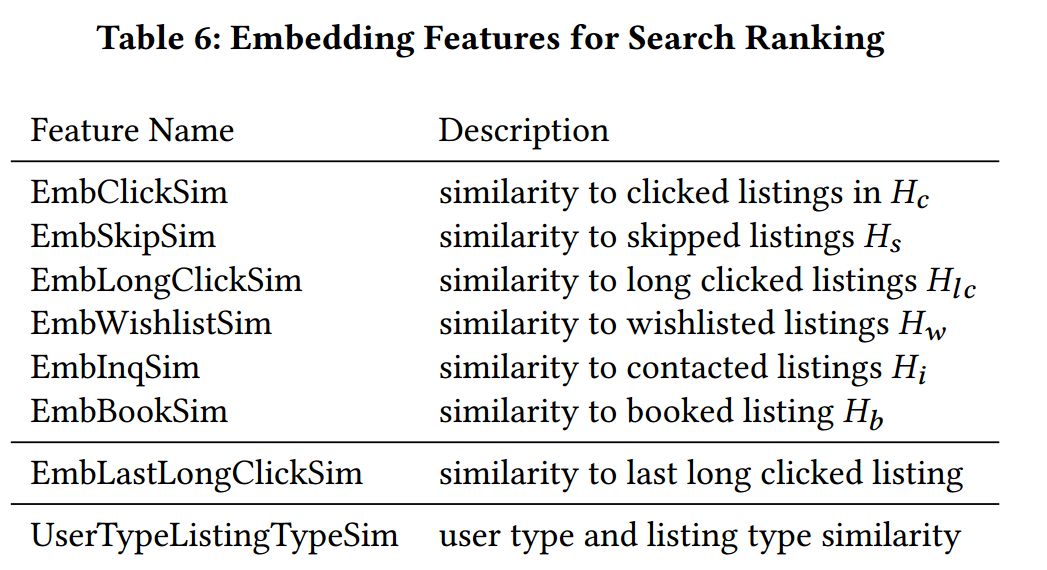 Table 6: Embedding Features for Search Ranking
Feature Name Description
EmbClickSim similarity to clicked listings in H_c
EmbSkipSim similarity to skipped listings H_s
EmbLongClickSim similarity to long clicked listings H_lc
EmbWishlistSim similarity to wishlisted listings H_w
EmbInqSim similarity to contacted listings H_i
EmbBookSim similarity to booked listing H_b
EmbLastLongClickSim similarity to last long clicked listing
UserTypeListingTypeSim user type and listing type similarity